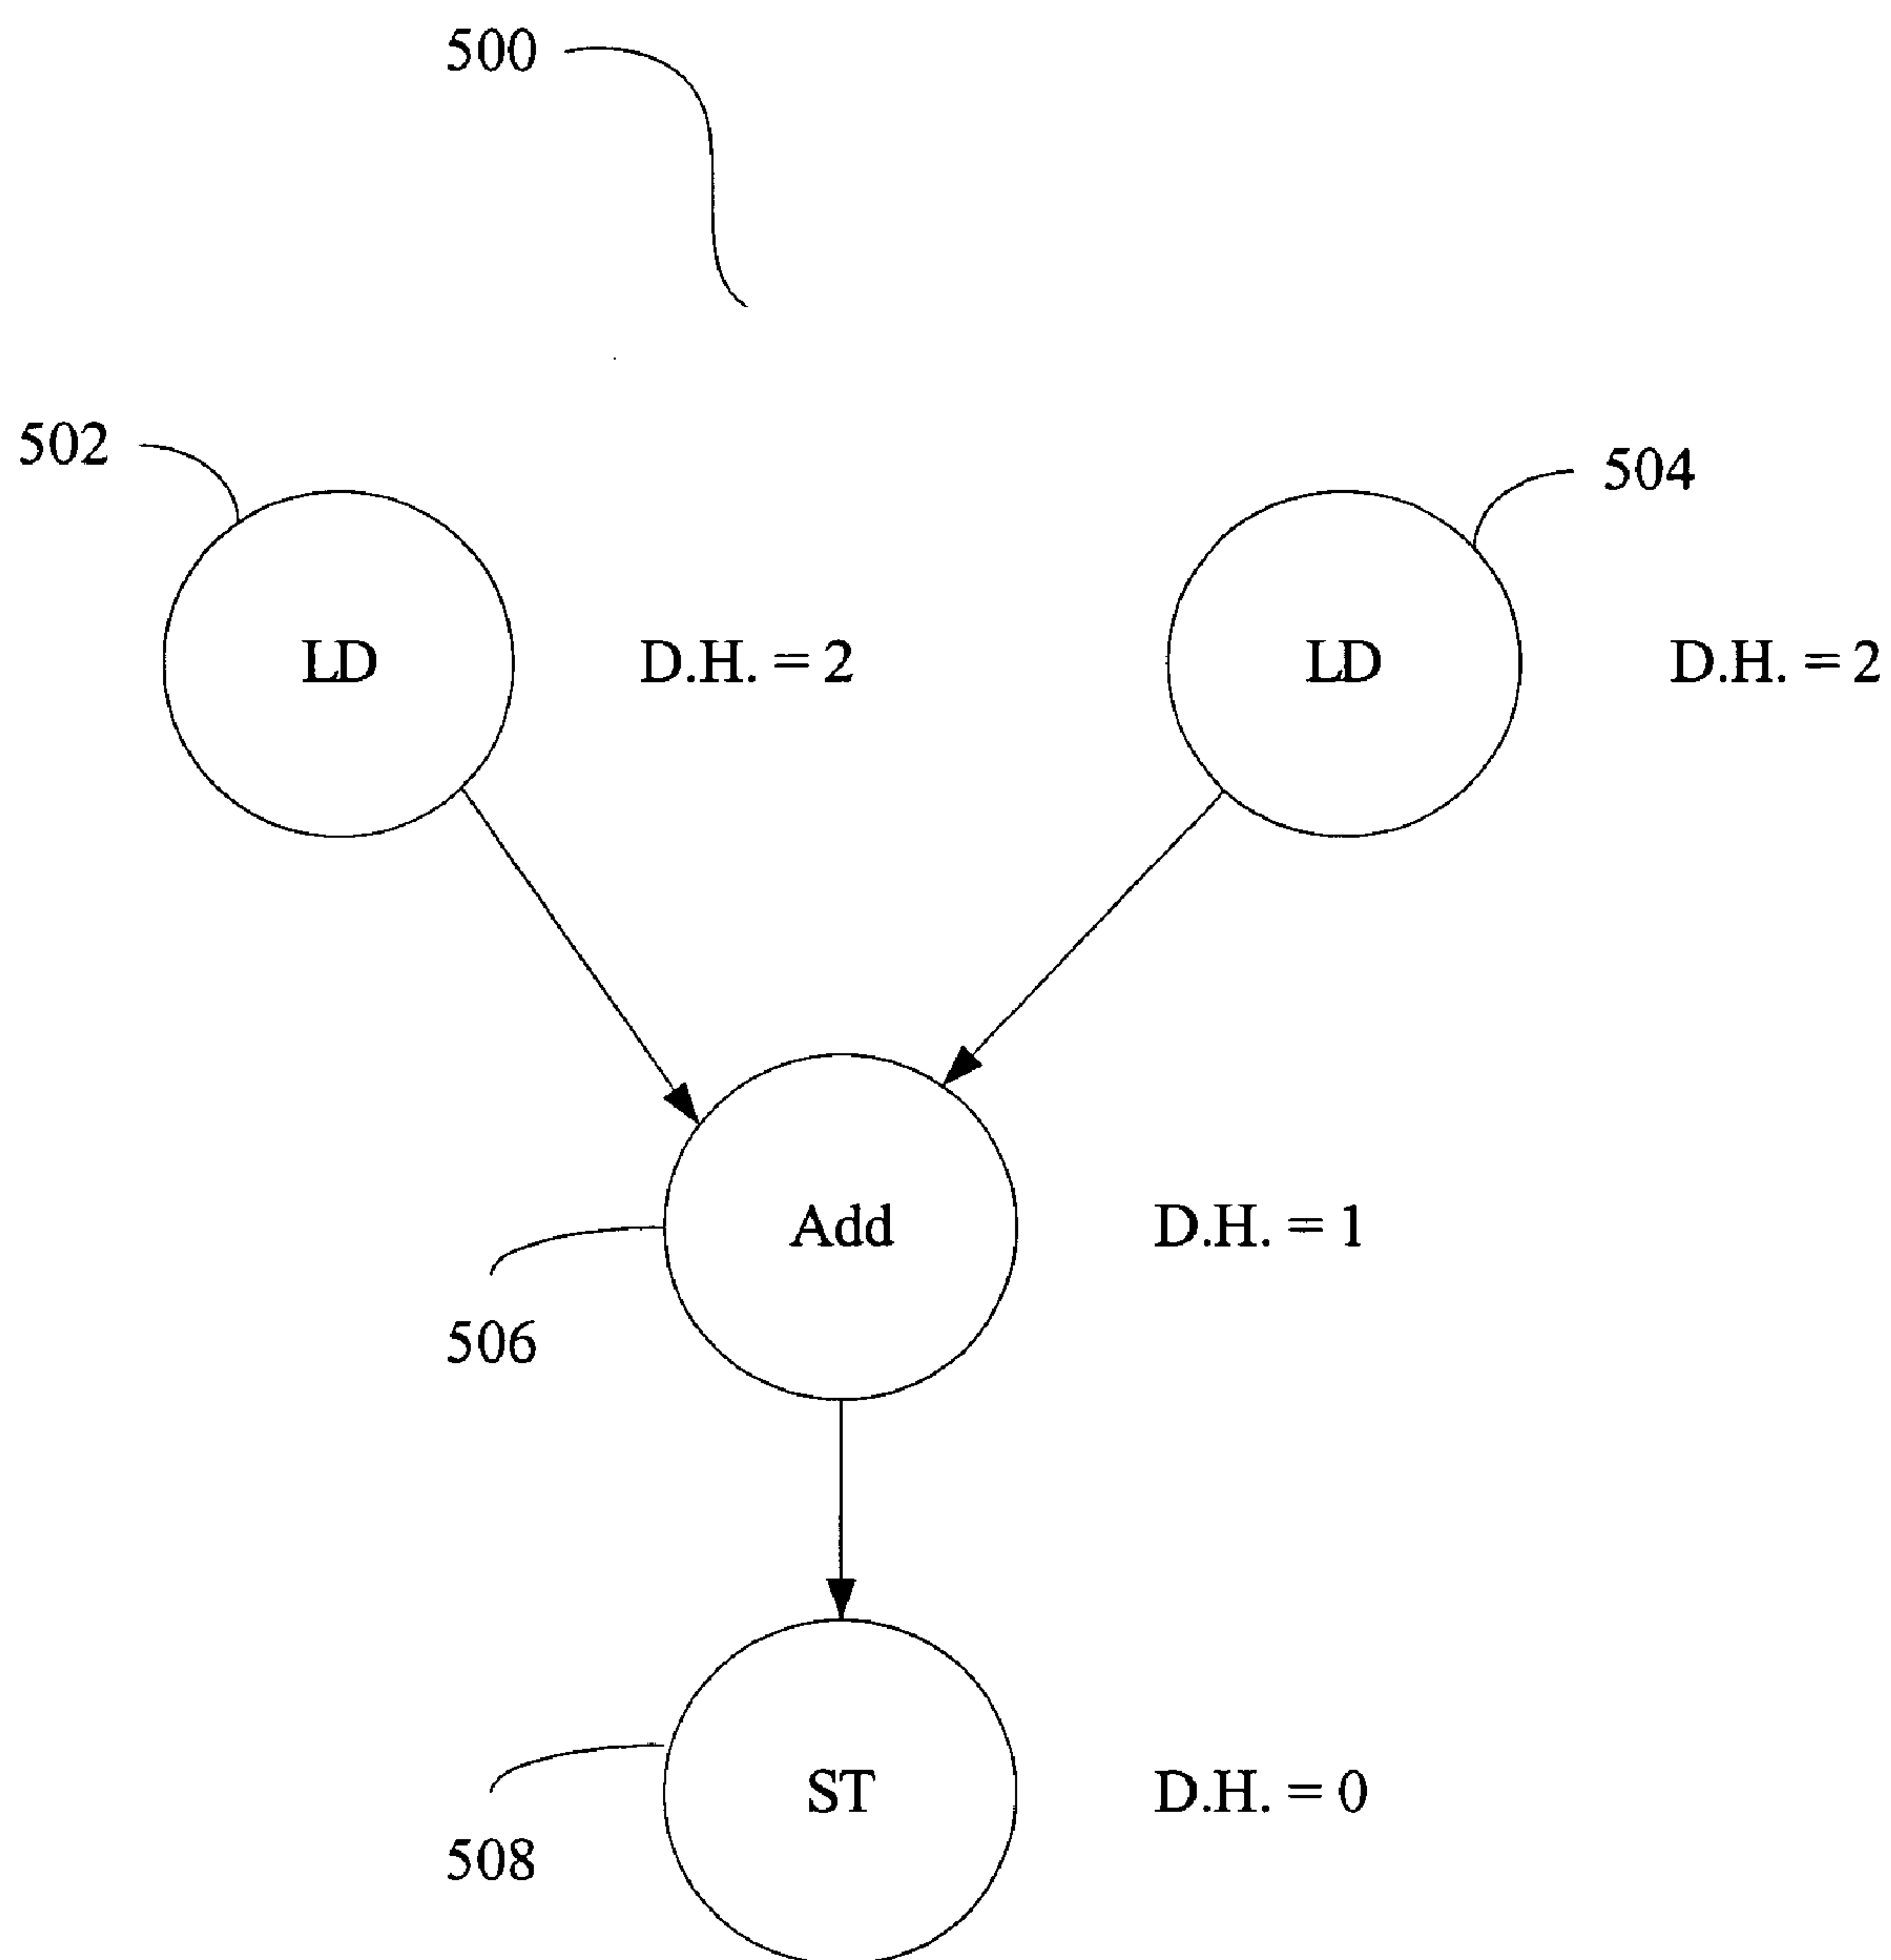 500
502
504
LD
D.H. = 2
LD
D.H. = 2
Add
D.H. = 1
506
ST
D.H. = 0
508